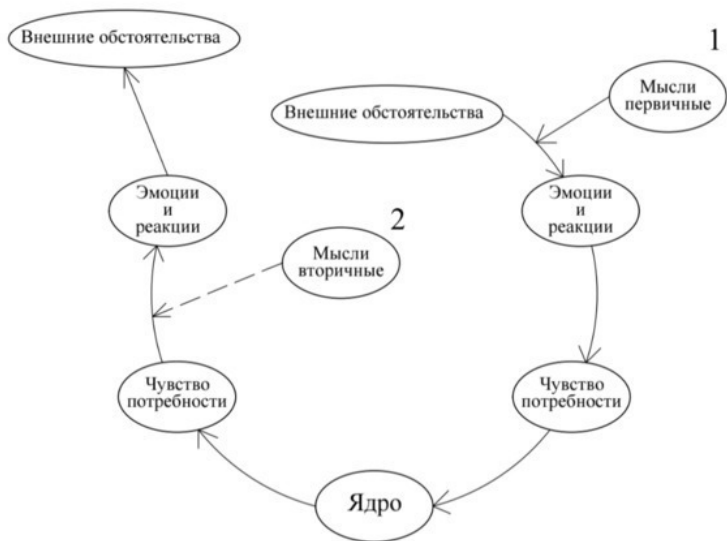 Внешние обстоятельства
1
Мысли
первичные
Внешние обстоятельства
Эмоции
и
реакции
Эмоции
и
реакции
2
Мысли
вторичные
Чувство
потребности
Чувство
потребности
Ядро